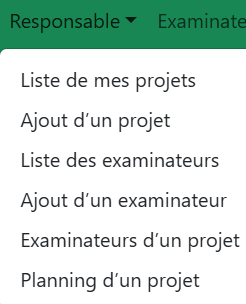 Responsable Examinate
Liste de mes projets
Ajout d’un projet
Liste des examinateurs
Ajout d’un examinateur
Examinateurs d’un projet
Planning d’un projet